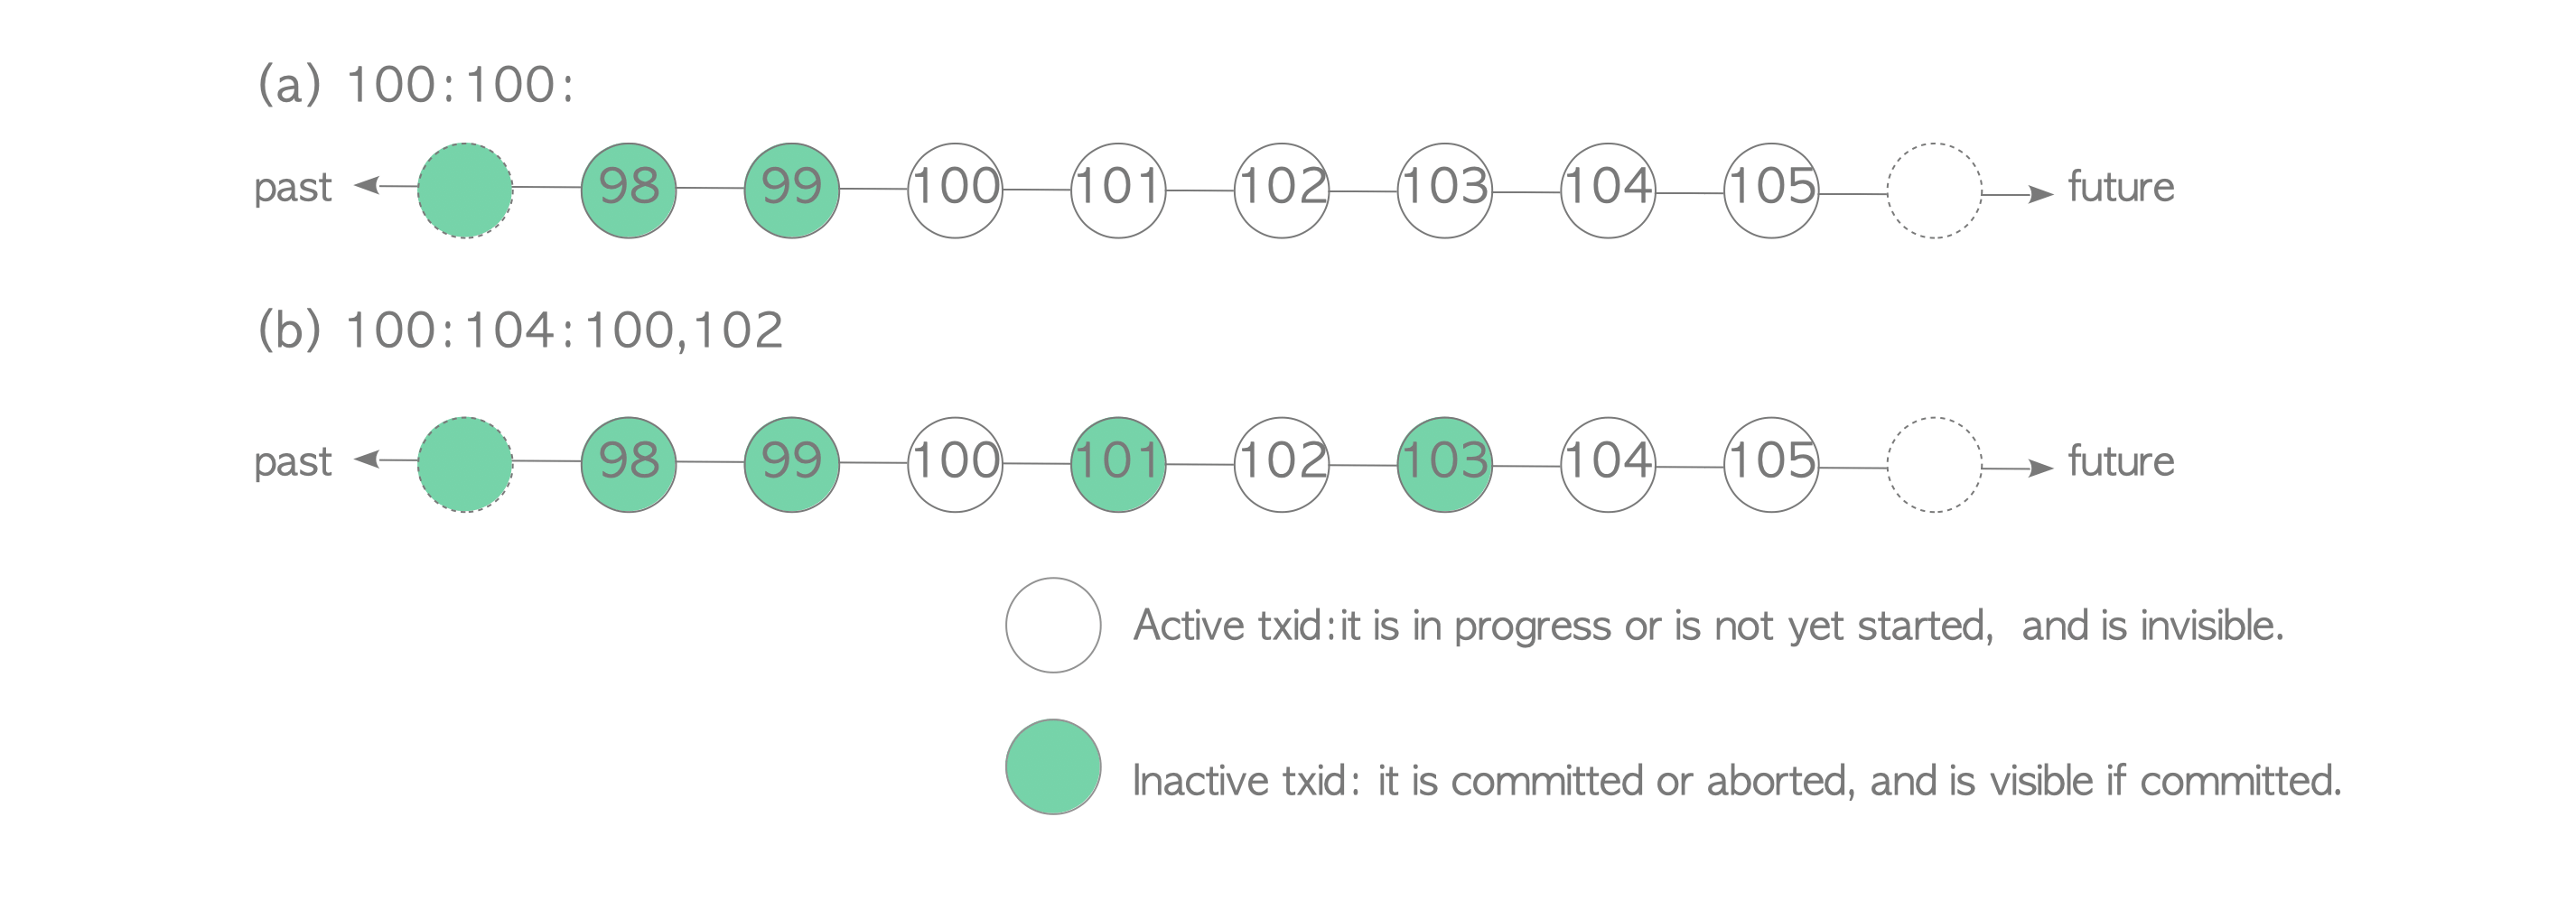 (a) 100:100:
past 98 99 100 101 102 103 104 105 future
(b) 100:104:100,102
past 98 99 100 101 102 103 104 105 future
Active txid:it is in progress or is not yet started, and is invisible.
Inactive txid: it is committed or aborted, and is visible if committed.